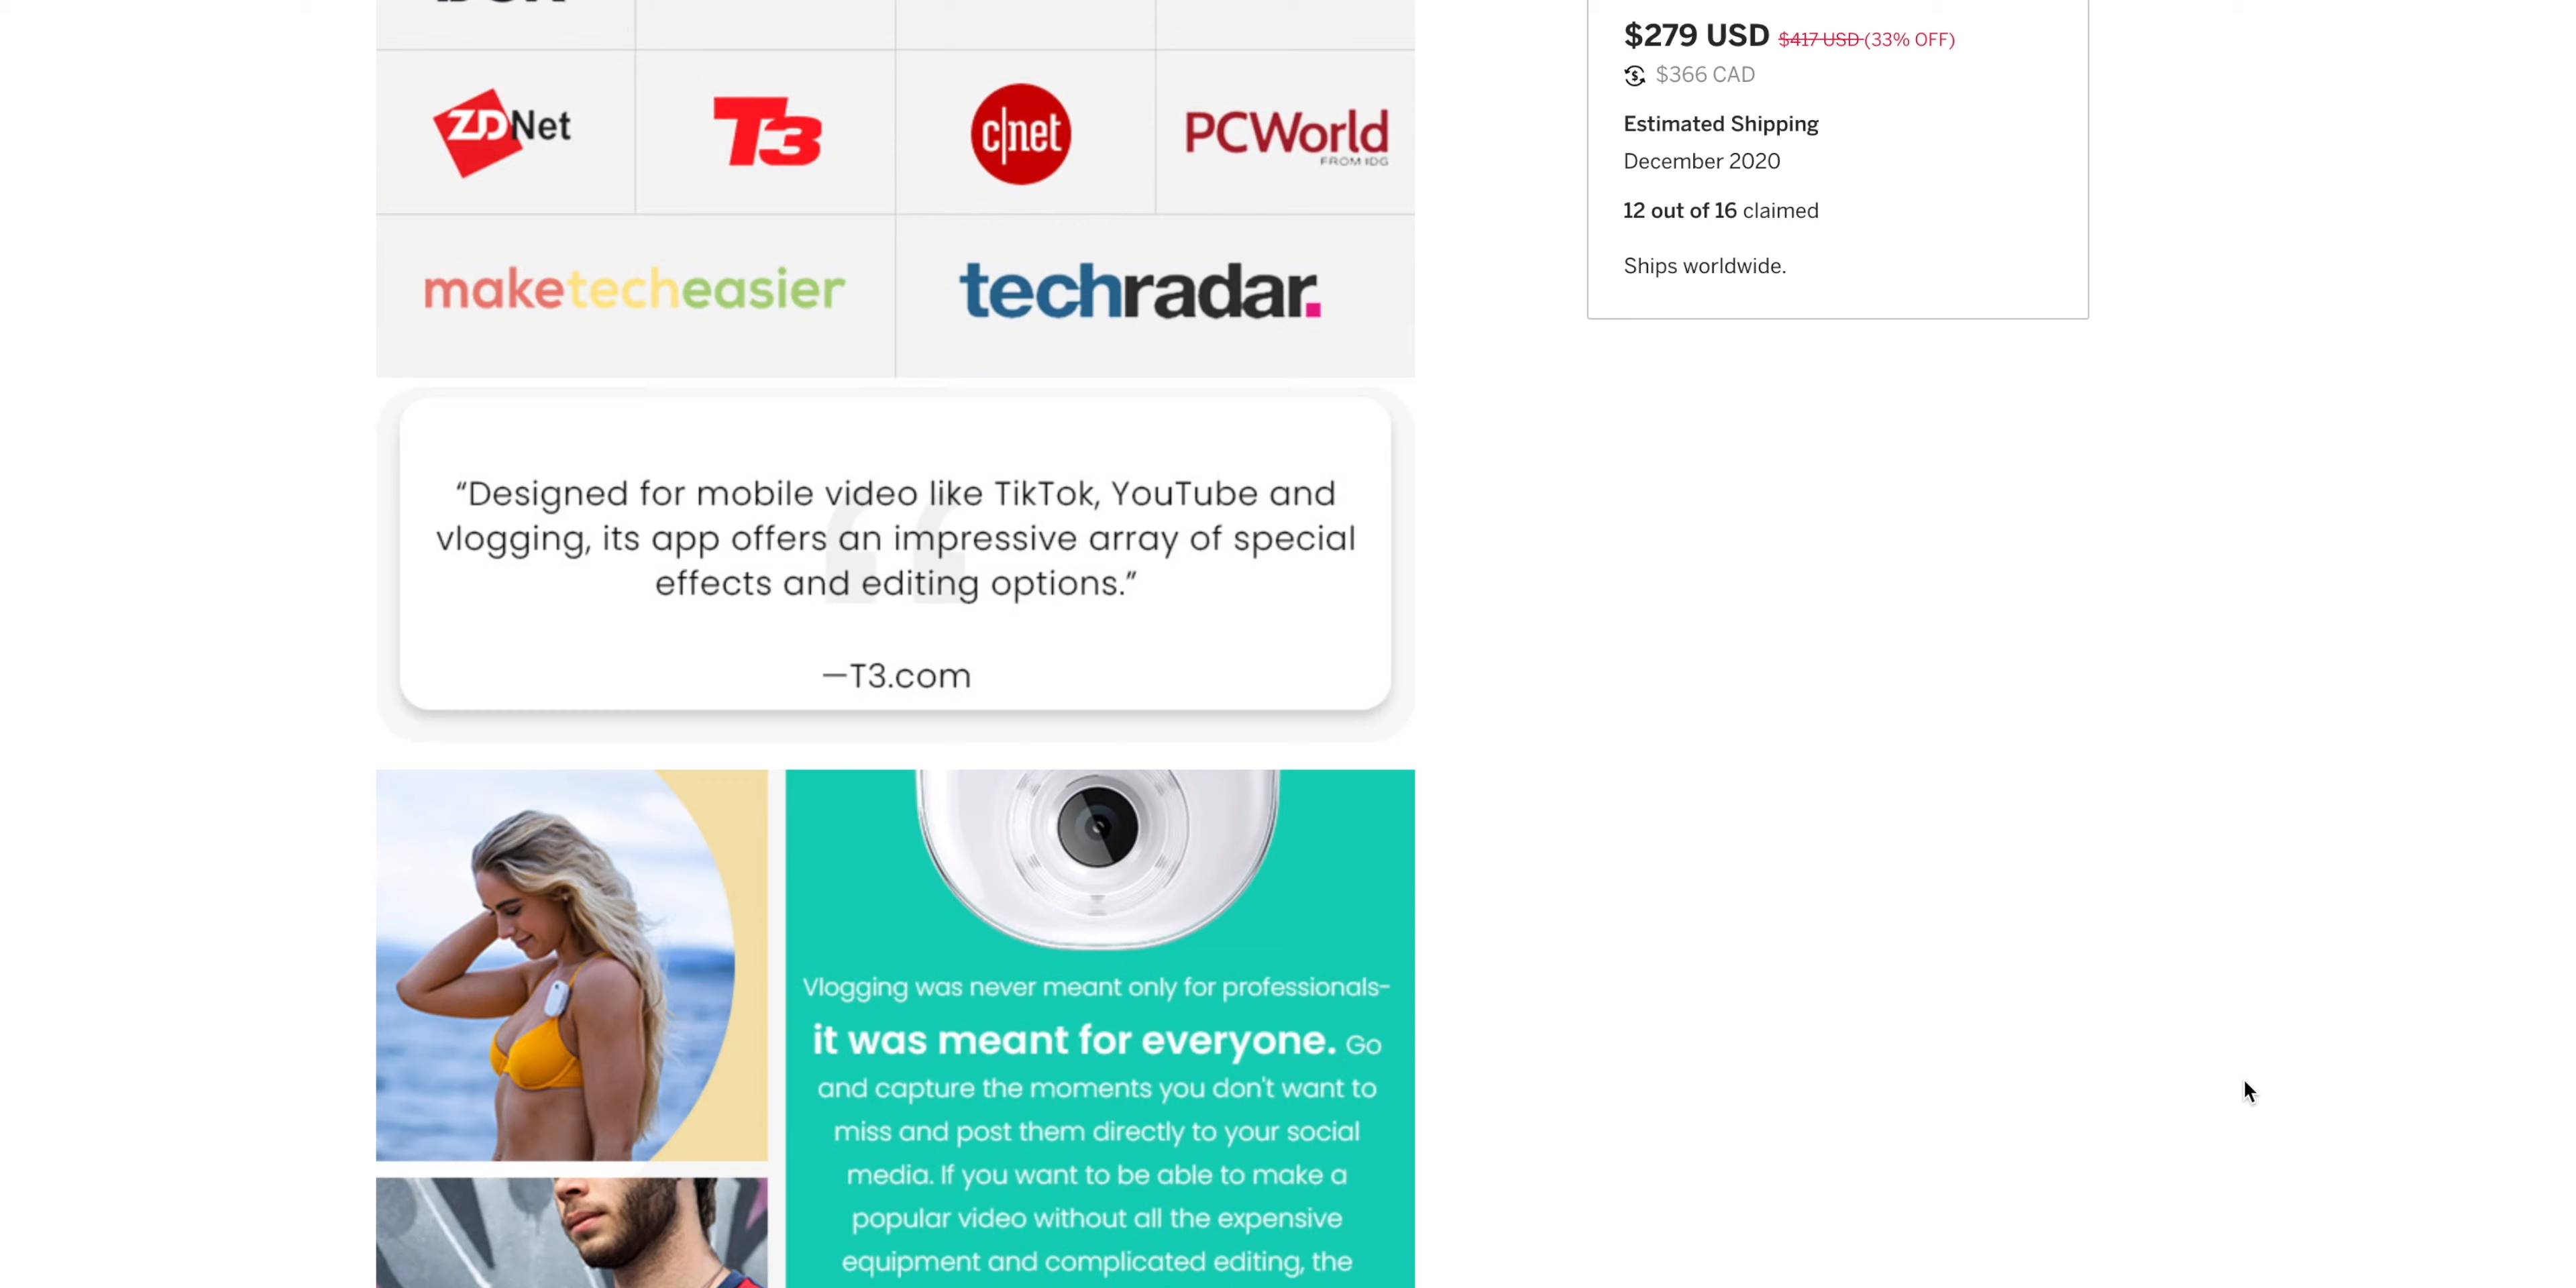 ZDNet
T3
c|net
PCWorld
FROM IDG
maketecheasier
techradar.
“Designed for mobile video like TikTok, YouTube and
vlogging, its app offers an impressive array of special
effects and editing options.”
—T3.com
Vlogging was never meant only for professionals-
it was meant for everyone. Go
and capture the moments you don't want to
miss and post them directly to your social
media. If you want to be able to make a
popular video without all the expensive
equipment and complicated editing, the
$279 USD $417 USD (33% OFF)
$366 CAD
Estimated Shipping
December 2020
12 out of 16 claimed
Ships worldwide.